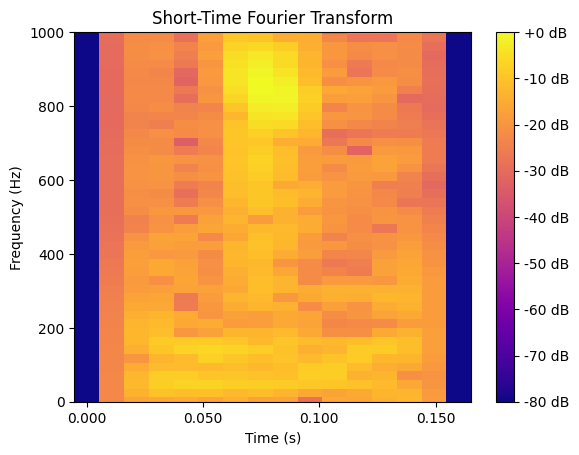 Short-Time Fourier Transform
1000
800
600
400
200
0
Frequency (Hz)
0.000
0.050
0.100
0.150
Time (s)
+0 dB
-10 dB
-20 dB
-30 dB
-40 dB
-50 dB
-60 dB
-70 dB
-80 dB